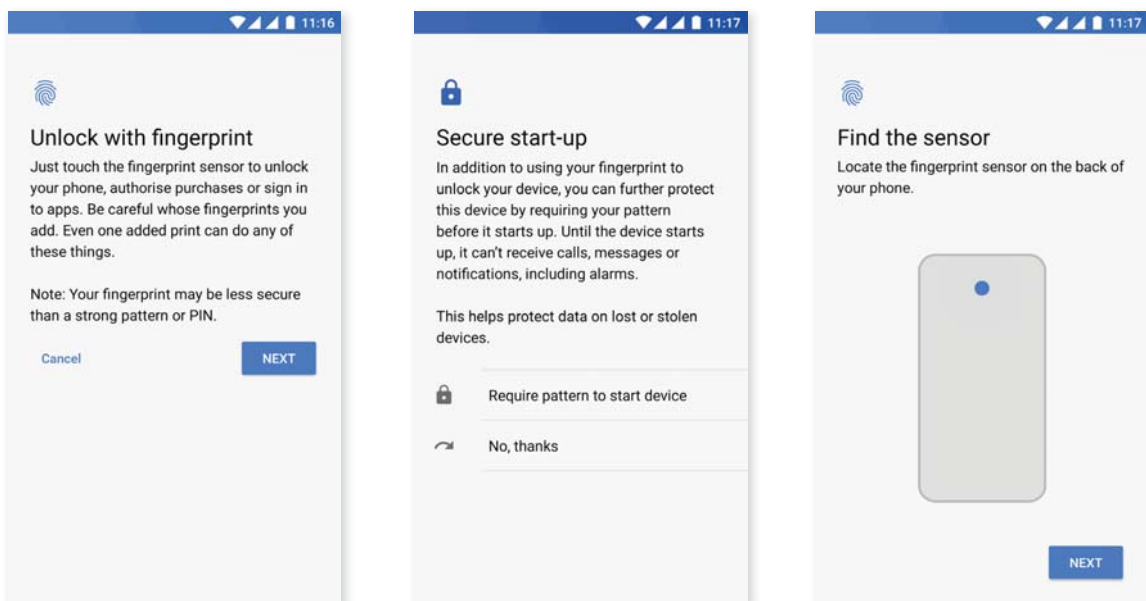 11:16
Unlock with fingerprint
Just touch the fingerprint sensor to unlock
your phone, authorise purchases or sign in
to apps. Be careful whose fingerprints you
add. Even one added print can do any of
these things.
Note: Your fingerprint may be less secure
than a strong pattern or PIN.
Cancel
NEXT
11:17
Secure start-up
In addition to using your fingerprint to
unlock your device, you can further protect
this device by requiring your pattern
before it starts up. Until the device starts
up, it can't receive calls, messages or
notifications, including alarms.
This helps protect data on lost or stolen
devices.
Require pattern to start device
No, thanks
11:17
Find the sensor
Locate the fingerprint sensor on the back of
your phone.
NEXT